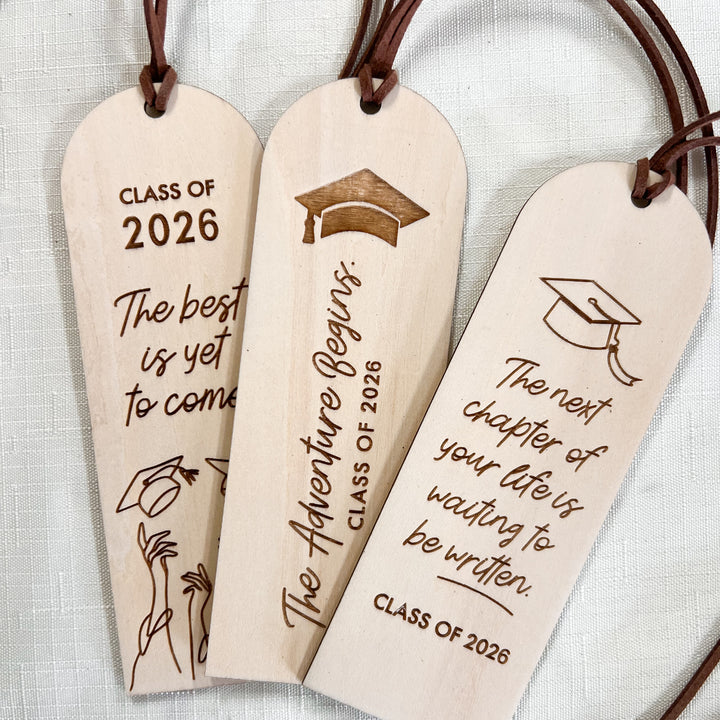 CLASS OF
2026
The best
is yet
to come
The Adventure Begins.
CLASS OF 2026
The next
chapter of
your life is
waiting to
be written.
CLASS OF 2026